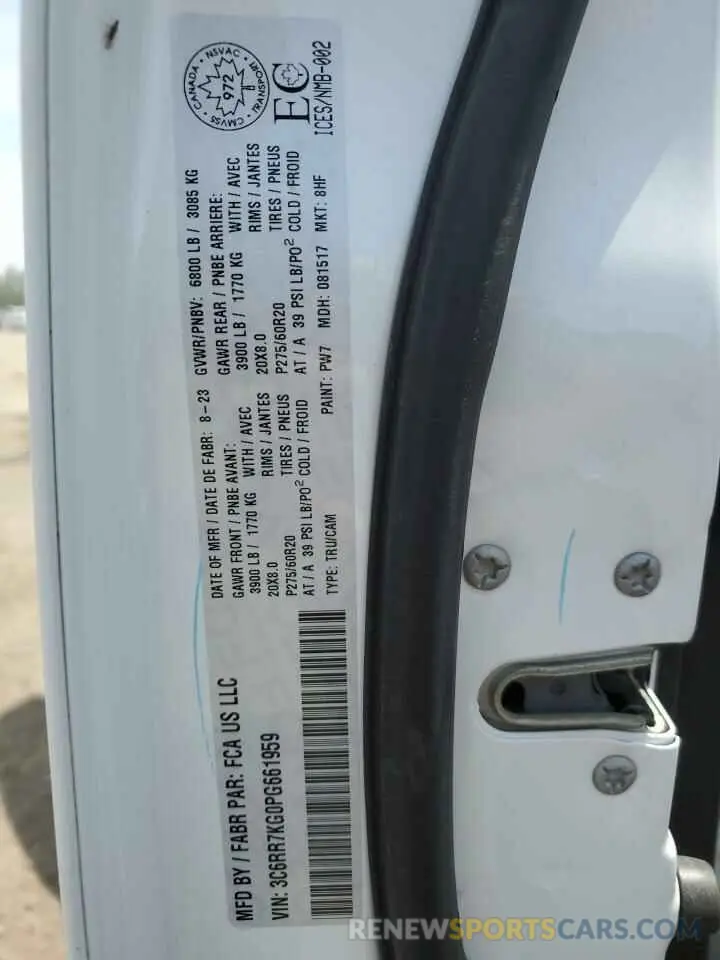 MFD BY / FABR PAR: FCA US LLC
DATE OF MFR / DATE DE FABR: 8-23
GVWR/PNBV: 6800 LB / 3085 KG
GAWR FRONT / PNBE AVANT:
3900 LB / 1770 KG WITH / AVEC
20X8.0 RIMS / JANTES
P275/60R20 TIRES / PNEUS
AT / A 39 PSI LB/PO² COLD / FROID
GAWR REAR / PNBE ARRIERE:
3900 LB / 1770 KG WITH / AVEC
20X8.0 RIMS / JANTES
P275/60R20 TIRES / PNEUS
AT / A 39 PSI LB/PO² COLD / FROID
VIN: 3C6RR7KG0PG661959
TYPE: TRU/CAM
PAINT: PW7 MDH: 081517 MKT: 8HF
CANADA · NSVAC · TRANSPORT · CMVSS
972
EC
ICES/NMB-002
RENEWSPORTSCARS.COM